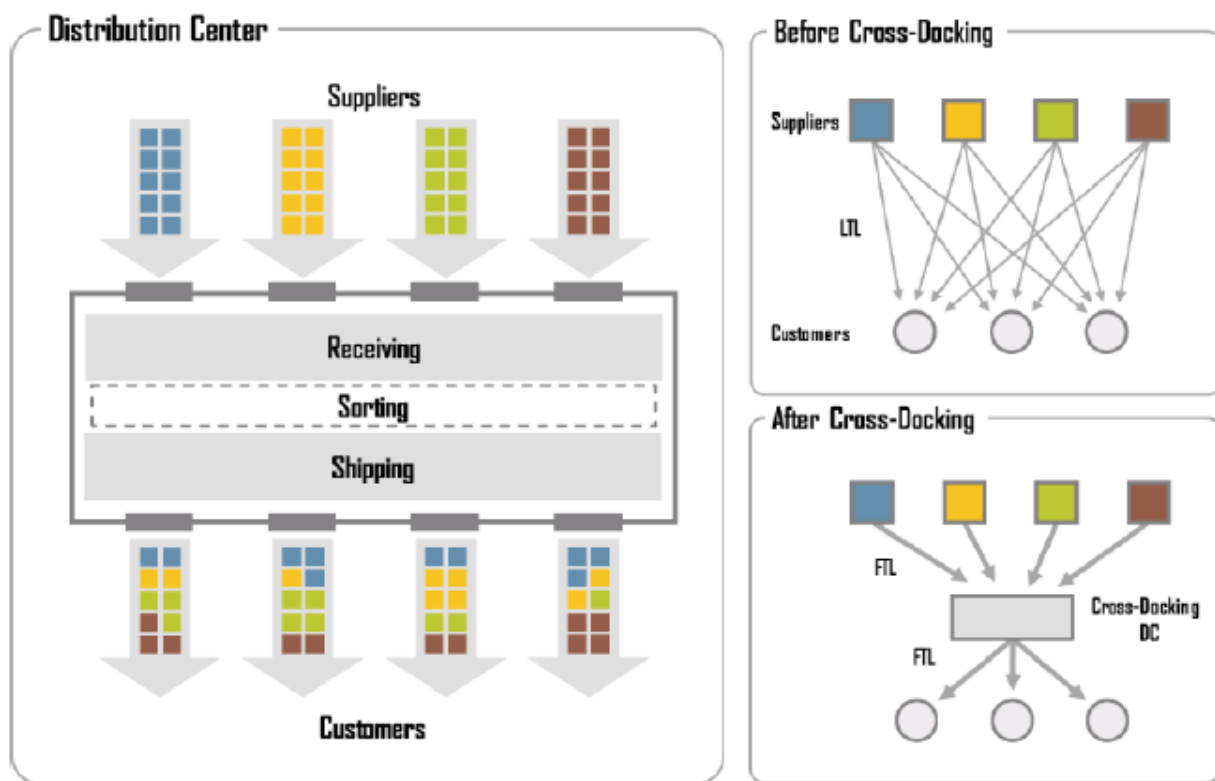 Distribution Center
Suppliers
Receiving
Sorting
Shipping
Customers
Before Cross-Docking
Suppliers
LTL
Customers
After Cross-Docking
FTL
Cross-Docking
DC
FTL